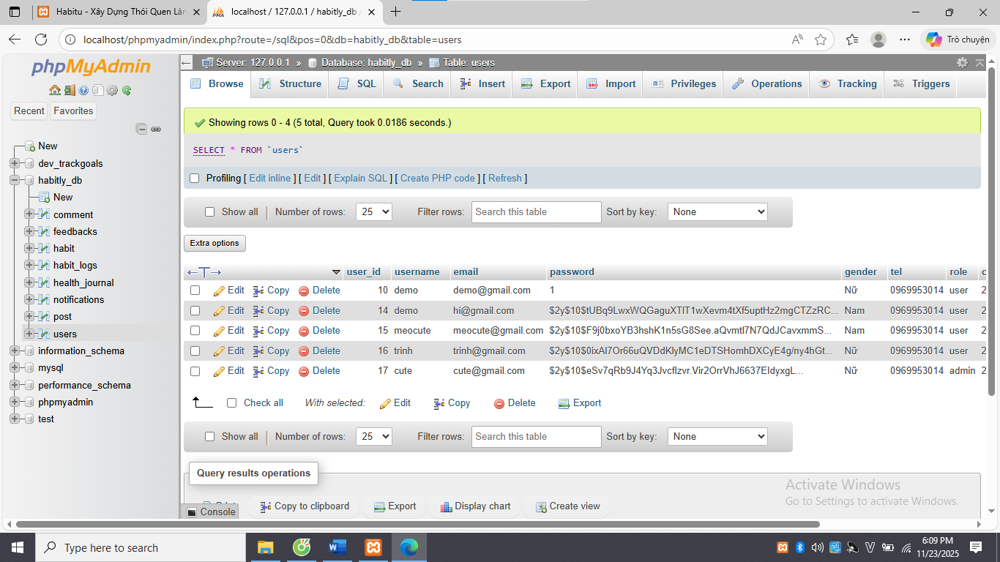 Habitu - Xây Dựng Thói Quen Làn
localhost / 127.0.0.1 / habitly_db /
localhost/phpmyadmin/index.php?route=/sql&pos=0&db=habitly_db&table=users
Trò chuyện
phpMyAdmin
Server: 127.0.0.1 » Database: habitly_db » Table: users
Browse Structure SQL Search Insert Export Import Privileges Operations Tracking Triggers
Recent Favorites
New
dev_trackgoals
habitly_db
New
comment
feedbacks
habit
habit_logs
health_journal
notifications
post
users
information_schema
mysql
performance_schema
phpmyadmin
test
Showing rows 0 - 4 (5 total, Query took 0.0186 seconds.)
SELECT * FROM `users`
Profiling [ Edit inline ] [ Edit ] [ Explain SQL ] [ Create PHP code ] [ Refresh ]
Show all Number of rows: 25 Filter rows: Search this table Sort by key: None
Extra options
user_id username email password gender tel role c
Edit Copy Delete 10 demo demo@gmail.com 1 Nữ 0969953014 user 2
Edit Copy Delete 14 demo hi@gmail.com $2y$10$tUBq9LwxWQGaguXTlT1wXevm4tXf5uptHz2mgCTZzRC... Nam 0969953014 user 2
Edit Copy Delete 15 meocute meocute@gmail.com $2y$10$F9j0bxoYB3hshK1n5sG8See.aQvmtl7N7QdJCavxmmS... Nam 0969953014 user 2
Edit Copy Delete 16 trinh trinh@gmail.com $2y$10$0ixAl7Or66uQVDdKlyMC1eDTSHomhDXCyE4g/ny4hGt... Nữ 0969953014 user 2
Edit Copy Delete 17 cute cute@gmail.com $2y$10$eSv7qRb9J4Yq3Jvcflzvr.Vir2OrrVhJ6637EIdyxgL... Nữ 0969953014 admin 2
Check all With selected: Edit Copy Delete Export
Show all Number of rows: 25 Filter rows: Search this table Sort by key: None
Query results operations
Print Copy to clipboard Export Display chart Create view
Console
Activate Windows
Go to Settings to activate Windows.
Type here to search
6:09 PM
11/23/2025